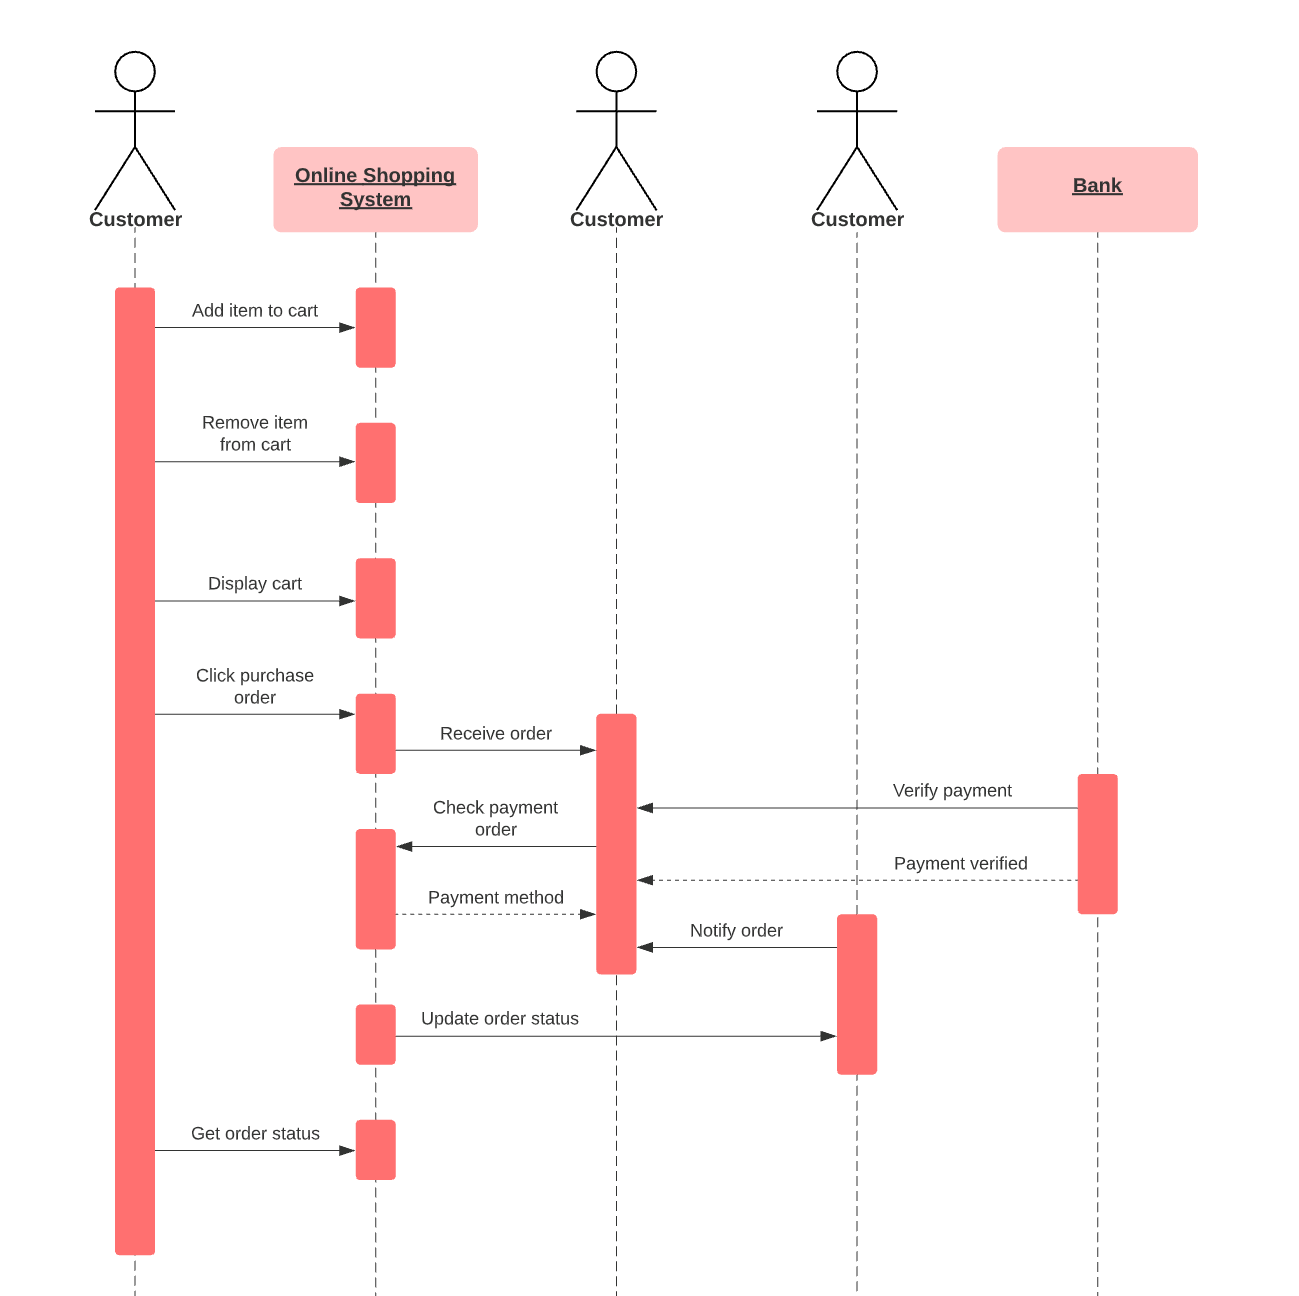 Customer
Online Shopping
System
Customer
Customer
Bank
Add item to cart
Remove item
from cart
Display cart
Click purchase
order
Receive order
Verify payment
Check payment
order
Payment verified
Payment method
Notify order
Update order status
Get order status